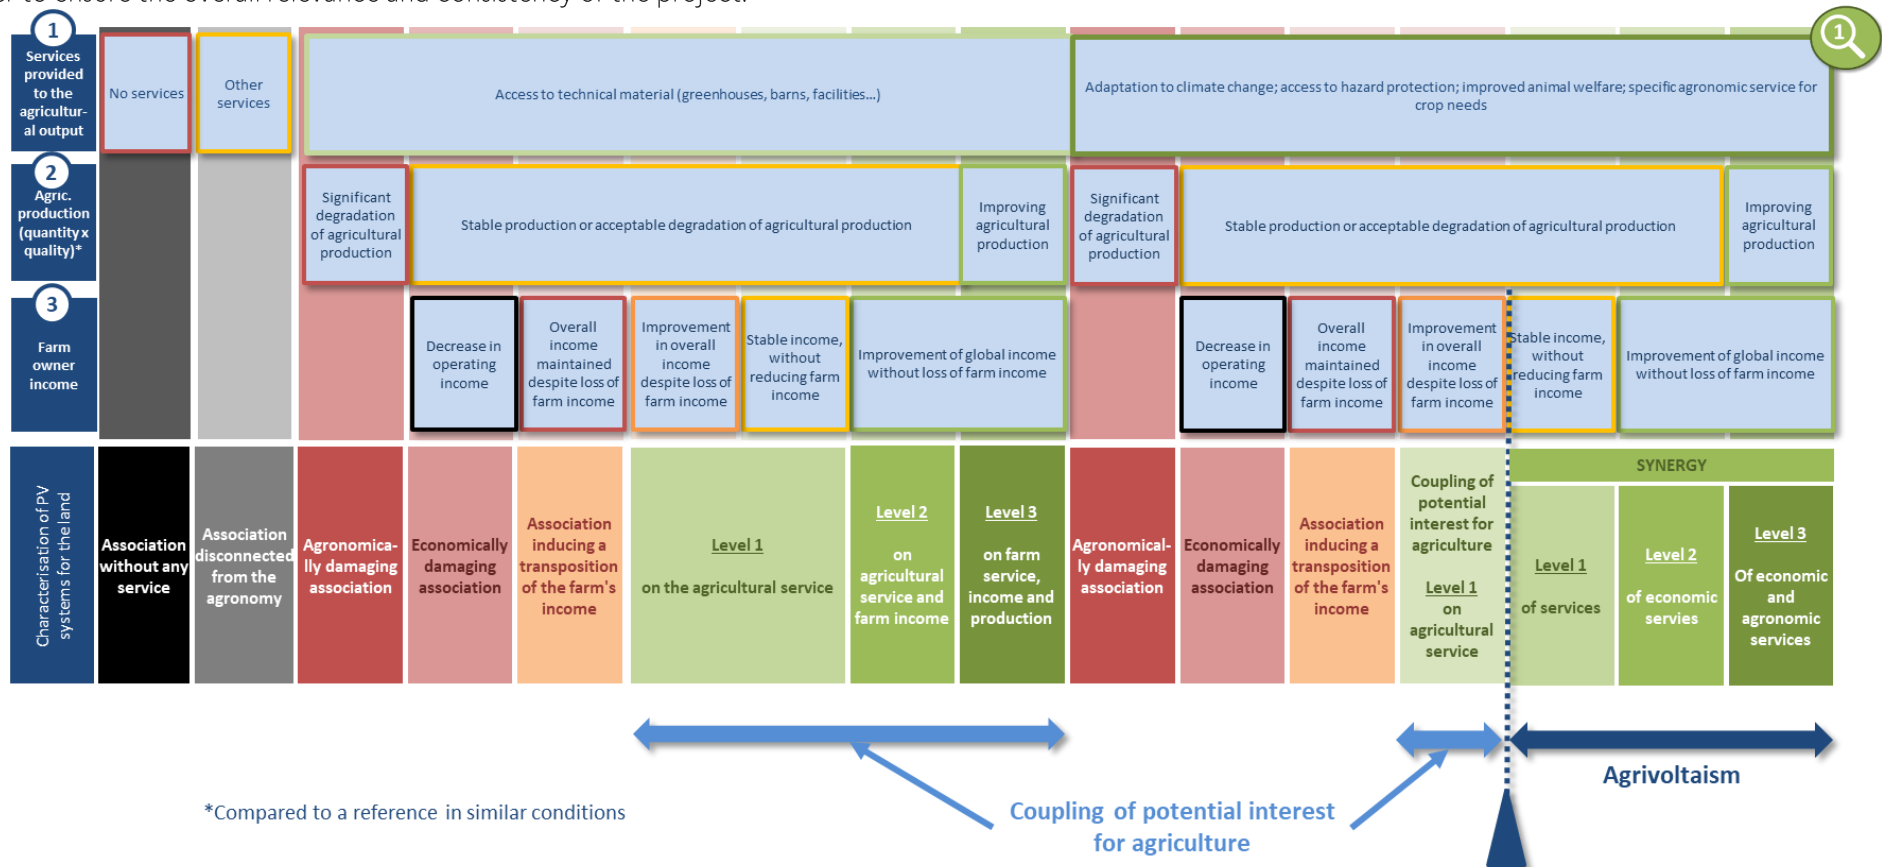 er to ensure the overall relevance and consistency of the project.
1
Services
provided
to the
agricultur-
al output
No services
Other
services
Access to technical material (greenhouses, barns, facilities...)
Adaptation to climate change; access to hazard protection; improved animal welfare; specific agronomic service for
crop needs
1
2
Agric.
production
(quantity x
quality)*
Significant
degradation
of agricultural
production
Stable production or acceptable degradation of agricultural production
Improving
agricultural
production
Significant
degradation
of agricultural
production
Stable production or acceptable degradation of agricultural production
Improving
agricultural
production
3
Farm
owner
income
Decrease in
operating
income
Overall
income
maintained
despite loss of
farm income
Improvement
in overall
income
despite loss of
farm income
Stable income,
without
reducing farm
income
Improvement of global income
without loss of farm income
Decrease in
operating
income
Overall
income
maintained
despite loss of
farm income
Improvement
in overall
income
despite loss of
farm income
Stable income,
without
reducing farm
income
Improvement of global income
without loss of farm income
Characterisation of PV
systems for the land
Association
without any
service
Association
disconnected
from the
agronomy
Agronomica-
lly damaging
association
Economically
damaging
association
Association
inducing a
transposition
of the farm's
income
Level 1
on the agricultural service
Level 2
on
agricultural
service and
farm income
Level 3
on farm
service,
income and
production
Agronomical-
ly damaging
association
Economically
damaging
association
Association
inducing a
transposition
of the farm's
income
Coupling of
potential
interest for
agriculture
Level 1
on
agricultural
service
SYNERGY
Level 1
of services
Level 2
of economic
servies
Level 3
Of economic
and
agronomic
services
Agrivoltaism
*Compared to a reference in similar conditions
Coupling of potential interest
for agriculture